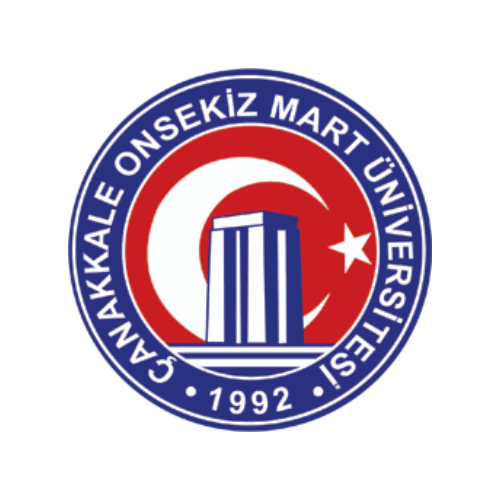 ÇANAKKALE ONSEKİZ MART ÜNİVERSİTESİ
• 1992 •